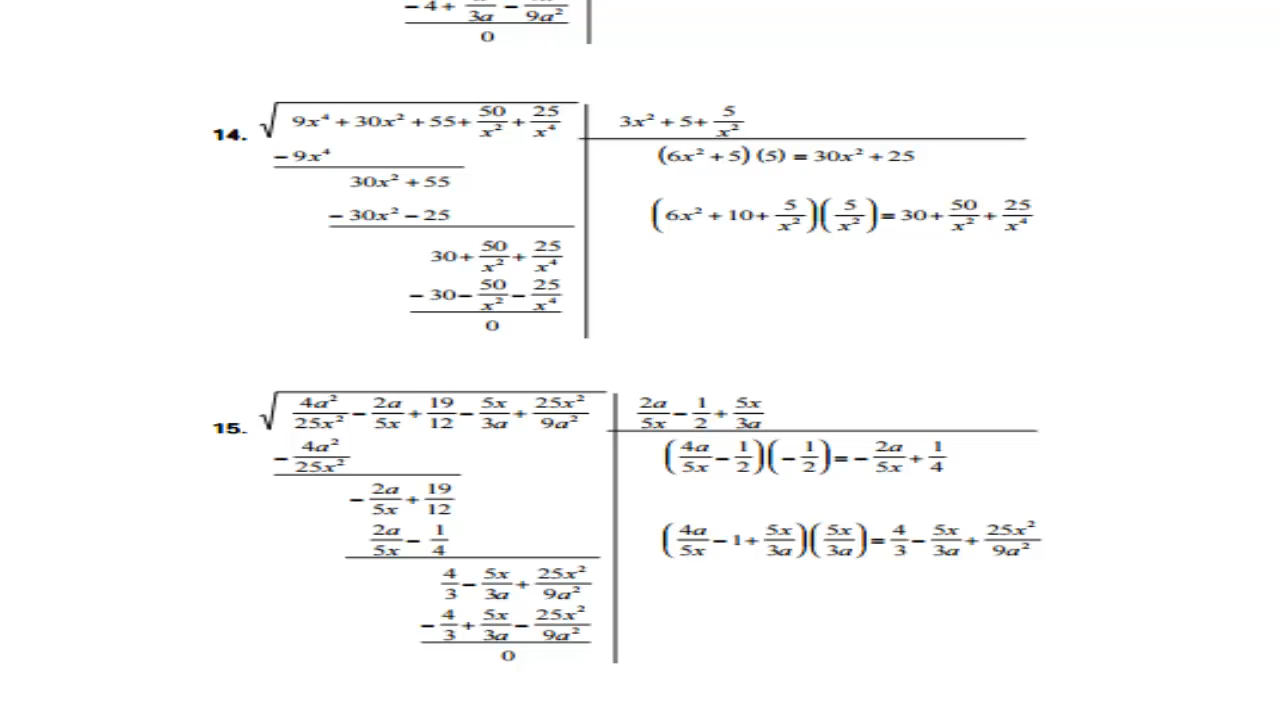 − 4 + a/3a − /9a²
0
14. √(9x⁴ + 30x² + 55 + 50/x² + 25/x⁴) 3x² + 5 + 5/x²
− 9x⁴ (6x² + 5) (5) = 30x² + 25
30x² + 55
− 30x² − 25 (6x² + 10 + 5/x²)(5/x²) = 30 + 50/x² + 25/x⁴
30 + 50/x² + 25/x⁴
− 30 − 50/x² − 25/x⁴
0
15. √(4a²/25x² − 2a/5x + 19/12 − 5x/3a + 25x²/9a²) 2a/5x − 1/2 + 5x/3a
− 4a²/25x² (4a/5x − 1/2)(− 1/2) = − 2a/5x + 1/4
− 2a/5x + 19/12
2a/5x − 1/4 (4a/5x − 1 + 5x/3a)(5x/3a) = 4/3 − 5x/3a + 25x²/9a²
4/3 − 5x/3a + 25x²/9a²
− 4/3 + 5x/3a − 25x²/9a²
0